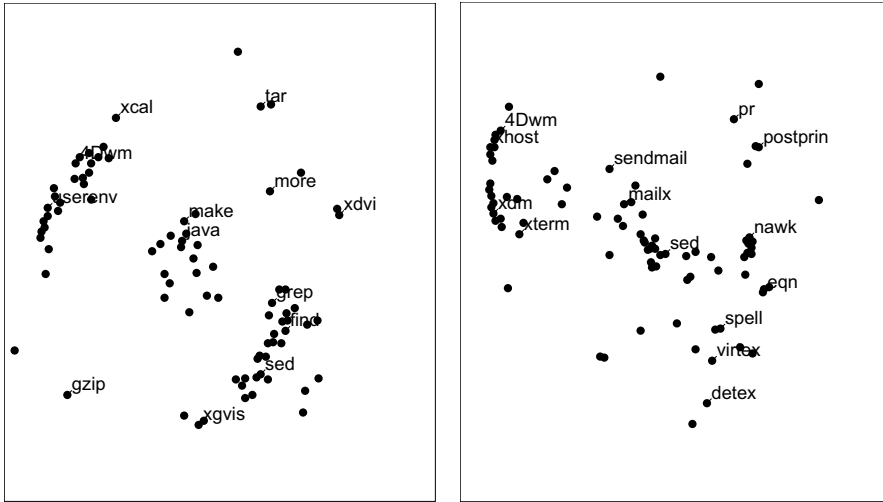 tar
xcal
4Dwm
more
userenv
xdvi
make
java
grep
find
sed
gzip
xgvis
pr
4Dwm
xhost
postprin
sendmail
mailx
xdm
xterm
nawk
sed
eqn
spell
virtex
detex